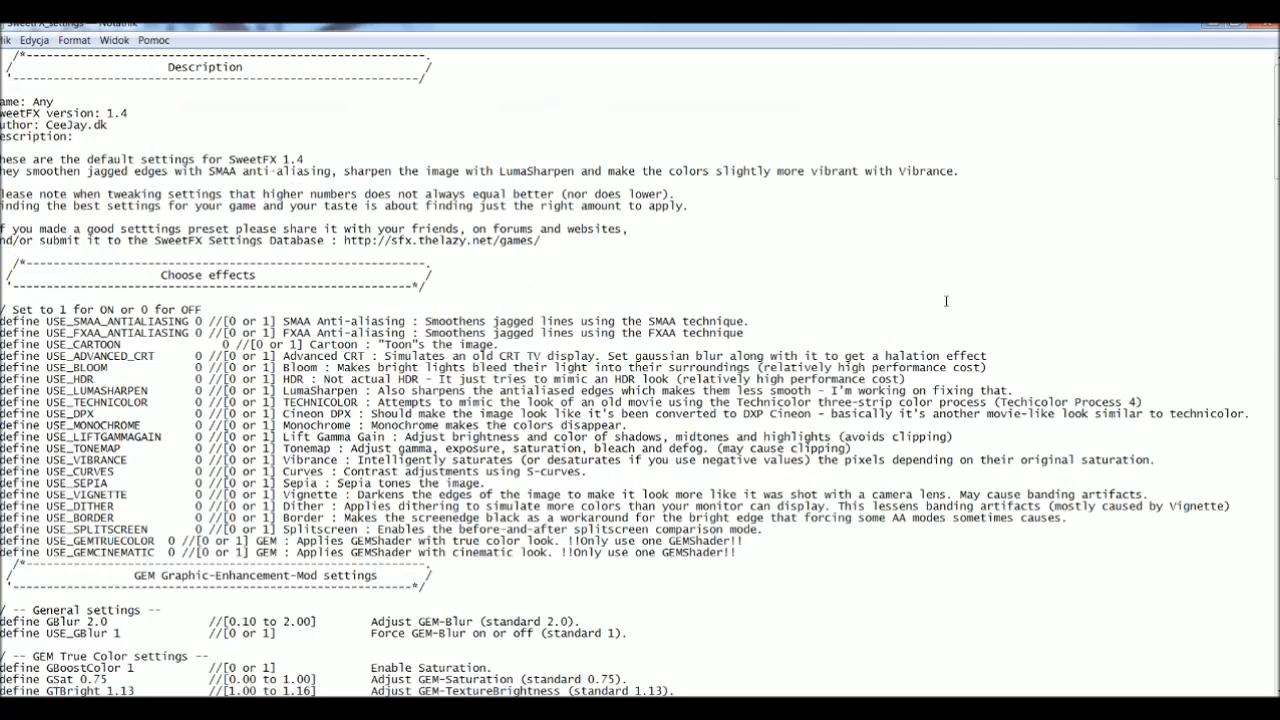 SweetFX_settings — Notatnik
lik Edycja Format Widok Pomoc
/*-----------------------------------------------------------.
/ Description /
'-----------------------------------------------------------/
ame: Any
weetFX version: 1.4
uthor: CeeJay.dk
escription:
hese are the default settings for SweetFX 1.4
hey smoothen jagged edges with SMAA anti-aliasing, sharpen the image with LumaSharpen and make the colors slightly more vibrant with Vibrance.
lease note when tweaking settings that higher numbers does not always equal better (nor does lower).
inding the best settings for your game and your taste is about finding just the right amount to apply.
f you made a good setttings preset please share it with your friends, on forums and websites,
nd/or submit it to the SweetFX Settings Database : http://sfx.thelazy.net/games/
/*-----------------------------------------------------------.
/ Choose effects /
'-----------------------------------------------------------*/
/ Set to 1 for ON or 0 for OFF
define USE_SMAA_ANTIALIASING 0 //[0 or 1] SMAA Anti-aliasing : Smoothens jagged lines using the SMAA technique.
define USE_FXAA_ANTIALIASING 0 //[0 or 1] FXAA Anti-aliasing : Smoothens jagged lines using the FXAA technique
define USE_CARTOON 0 //[0 or 1] Cartoon : "Toon"s the image.
define USE_ADVANCED_CRT 0 //[0 or 1] Advanced CRT : Simulates an old CRT TV display. Set gaussian blur along with it to get a halation effect
define USE_BLOOM 0 //[0 or 1] Bloom : Makes bright lights bleed their light into their surroundings (relatively high performance cost)
define USE_HDR 0 //[0 or 1] HDR : Not actual HDR - It just tries to mimic an HDR look (relatively high performance cost)
define USE_LUMASHARPEN 0 //[0 or 1] LumaSharpen : Also sharpens the antialiased edges which makes them less smooth - I'm working on fixing that.
define USE_TECHNICOLOR 0 //[0 or 1] TECHNICOLOR : Attempts to mimic the look of an old movie using the Technicolor three-strip color process (Techicolor Process 4)
define USE_DPX 0 //[0 or 1] Cineon DPX : Should make the image look like it's been converted to DXP Cineon - basically it's another movie-like look similar to technicolor.
define USE_MONOCHROME 0 //[0 or 1] Monochrome : Monochrome makes the colors disappear.
define USE_LIFTGAMMAGAIN 0 //[0 or 1] Lift Gamma Gain : Adjust brightness and color of shadows, midtones and highlights (avoids clipping)
define USE_TONEMAP 0 //[0 or 1] Tonemap : Adjust gamma, exposure, saturation, bleach and defog. (may cause clipping)
define USE_VIBRANCE 0 //[0 or 1] Vibrance : Intelligently saturates (or desaturates if you use negative values) the pixels depending on their original saturation.
define USE_CURVES 0 //[0 or 1] Curves : Contrast adjustments using S-curves.
define USE_SEPIA 0 //[0 or 1] Sepia : Sepia tones the image.
define USE_VIGNETTE 0 //[0 or 1] Vignette : Darkens the edges of the image to make it look more like it was shot with a camera lens. May cause banding artifacts.
define USE_DITHER 0 //[0 or 1] Dither : Applies dithering to simulate more colors than your monitor can display. This lessens banding artifacts (mostly caused by Vignette)
define USE_BORDER 0 //[0 or 1] Border : Makes the screenedge black as a workaround for the bright edge that forcing some AA modes sometimes causes.
define USE_SPLITSCREEN 0 //[0 or 1] Splitscreen : Enables the before-and-after splitscreen comparison mode.
define USE_GEMTRUECOLOR 0 //[0 or 1] GEM : Applies GEMShader with true color look. !!Only use one GEMShader!!
define USE_GEMCINEMATIC 0 //[0 or 1] GEM : Applies GEMShader with cinematic look. !!Only use one GEMShader!!
/*-----------------------------------------------------------.
/ GEM Graphic-Enhancement-Mod settings /
'-----------------------------------------------------------*/
/ -- General settings --
define GBlur 2.0 //[0.10 to 2.00] Adjust GEM-Blur (standard 2.0).
define USE_GBlur 1 //[0 or 1] Force GEM-Blur on or off (standard 1).
/ -- GEM True Color settings --
define GBoostColor 1 //[0 or 1] Enable Saturation.
define GSat 0.75 //[0.00 to 1.00] Adjust GEM-Saturation (standard 0.75).
define GTBright 1.13 //[1.00 to 1.16] Adjust GEM-TextureBrightness (standard 1.13).